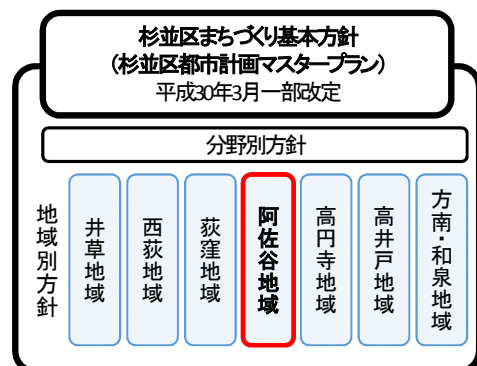 杉並区まちづくり基本方針
（杉並区都市計画マスタープラン）
平成30年3月一部改定
分野別方針
地域別方針
井草地域
西荻地域
荻窪地域
阿佐谷地域
高円寺地域
高井戸地域
方南・和泉地域